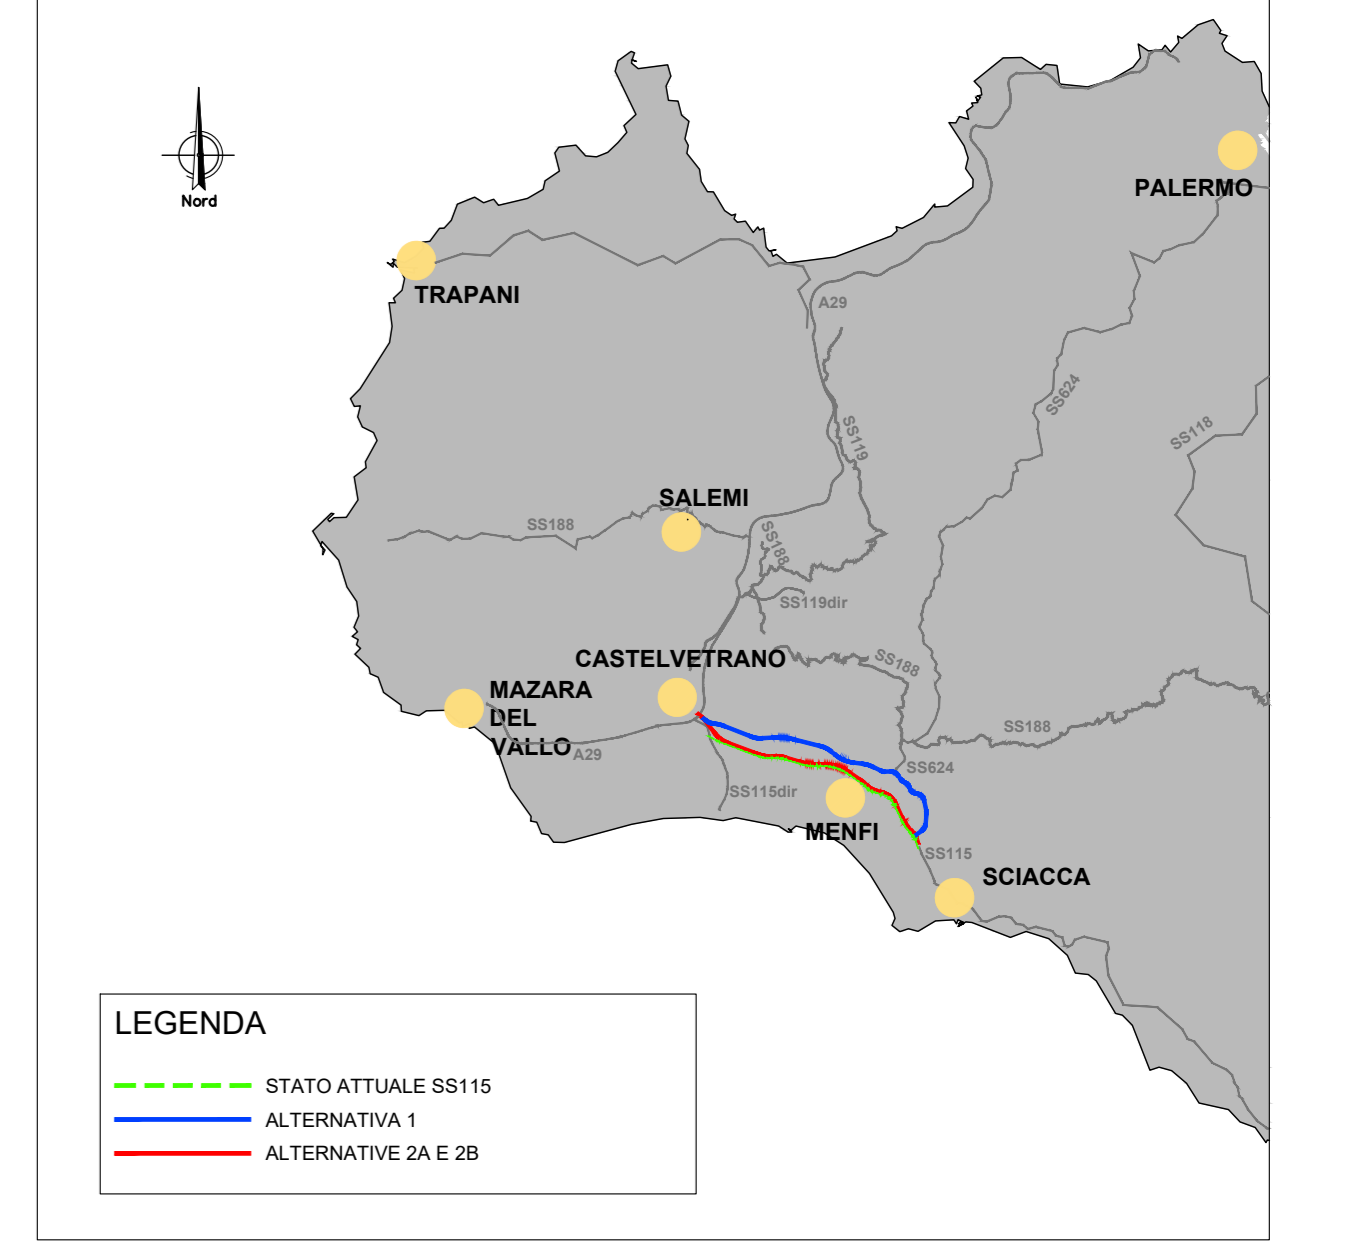 Nord
PALERMO
TRAPANI
A29
SS624
SS119
SS118
SALEMI
SS188
SS188
SS119dir
CASTELVETRANO
SS188
MAZARA
DEL
VALLO
A29
SS188
SS624
SS115dir
MENFI
SS115
SCIACCA
LEGENDA
STATO ATTUALE SS115
ALTERNATIVA 1
ALTERNATIVE 2A E 2B